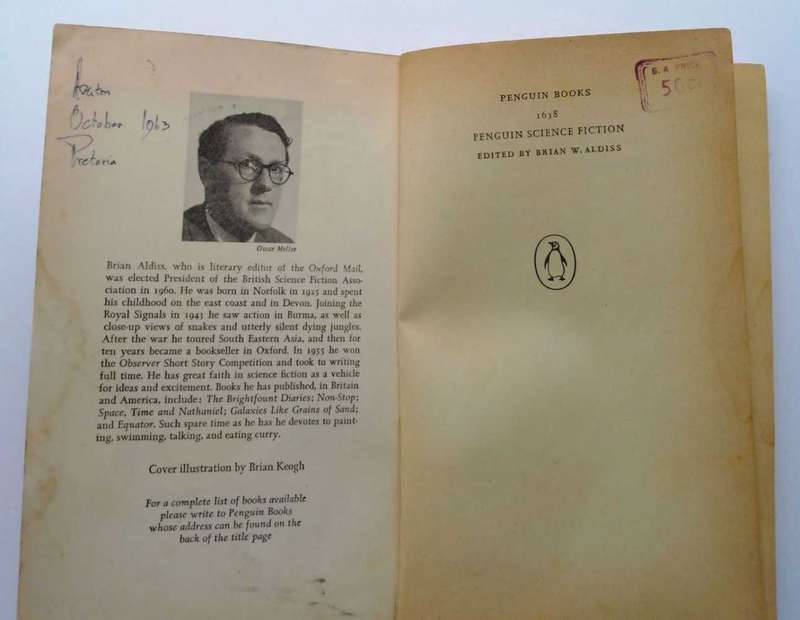 October 1963
Pretoria
Oscar Mellor
Brian Aldiss, who is literary editor of the Oxford Mail,
was elected President of the British Science Fiction Asso-
ciation in 1960. He was born in Norfolk in 1925 and spent
his childhood on the east coast and in Devon. Joining the
Royal Signals in 1943 he saw action in Burma, as well as
close-up views of snakes and utterly silent dying jungles.
After the war he toured South Eastern Asia, and then for
ten years became a bookseller in Oxford. In 1955 he won
the Observer Short Story Competition and took to writing
full time. He has great faith in science fiction as a vehicle
for ideas and excitement. Books he has published, in Britain
and America, include: The Brightfount Diaries; Non-Stop;
Space, Time and Nathaniel; Galaxies Like Grains of Sand;
and Equator. Such spare time as he has he devotes to paint-
ing, swimming, talking, and eating curry.
Cover illustration by Brian Keogh
For a complete list of books available
please write to Penguin Books
whose address can be found on the
back of the title page
S.A. PRICE
50c
PENGUIN BOOKS
1638
PENGUIN SCIENCE FICTION
EDITED BY BRIAN W. ALDISS